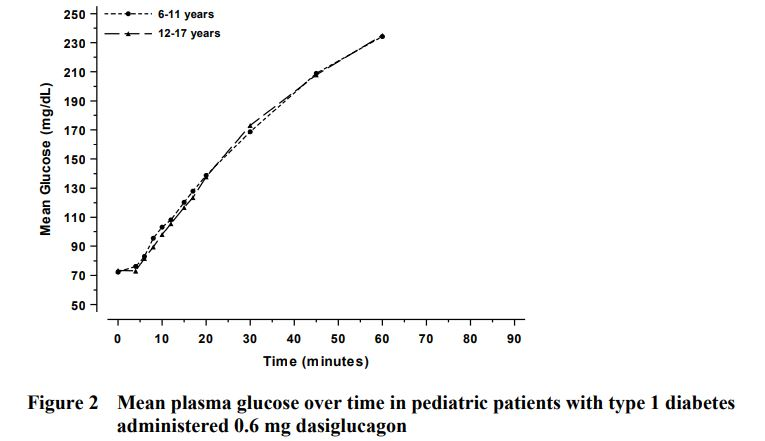 250
6-11 years
230
12-17 years
210
190
170
150
130
110
90
70
50
Mean Glucose (mg/dL)
0 10 20 30 40 50 60 70 80 90
Time (minutes)
Figure 2 Mean plasma glucose over time in pediatric patients with type 1 diabetes
administered 0.6 mg dasiglucagon